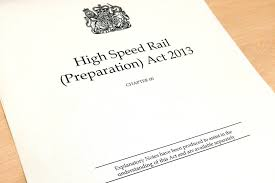 High Speed Rail
(Preparation) Act 2013
Explanatory Notes have been produced to assist in the
understanding of this Act and are available separately